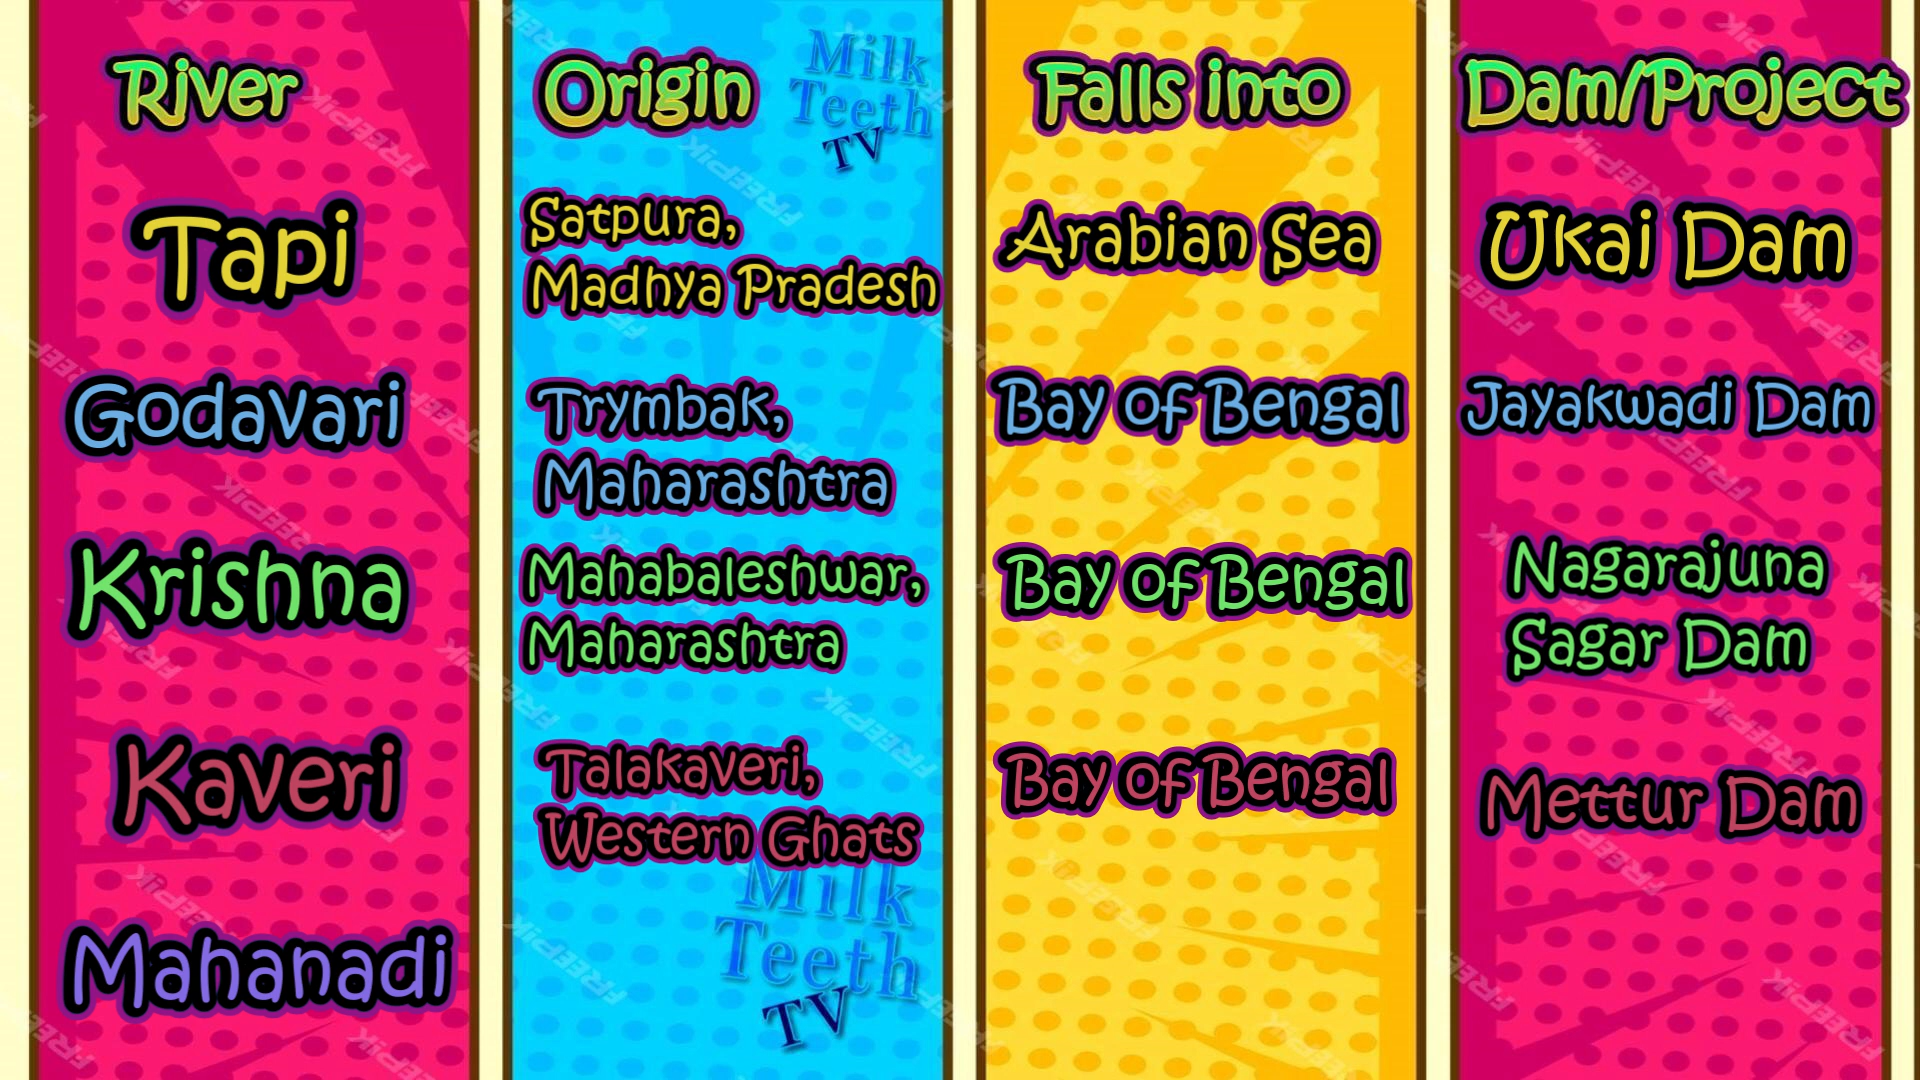 River Origin Falls into Dam/Project
Milk
Teeth
TV
Tapi
Satpura,
Madhya Pradesh
Arabian Sea
Ukai Dam
Godavari
Trymbak,
Maharashtra
Bay of Bengal
Jayakwadi Dam
Krishna
Mahabaleshwar,
Maharashtra
Bay of Bengal
Nagarajuna
Sagar Dam
Kaveri
Talakaveri,
Western Ghats
Bay of Bengal
Mettur Dam
Mahanadi
Milk
Teeth
TV